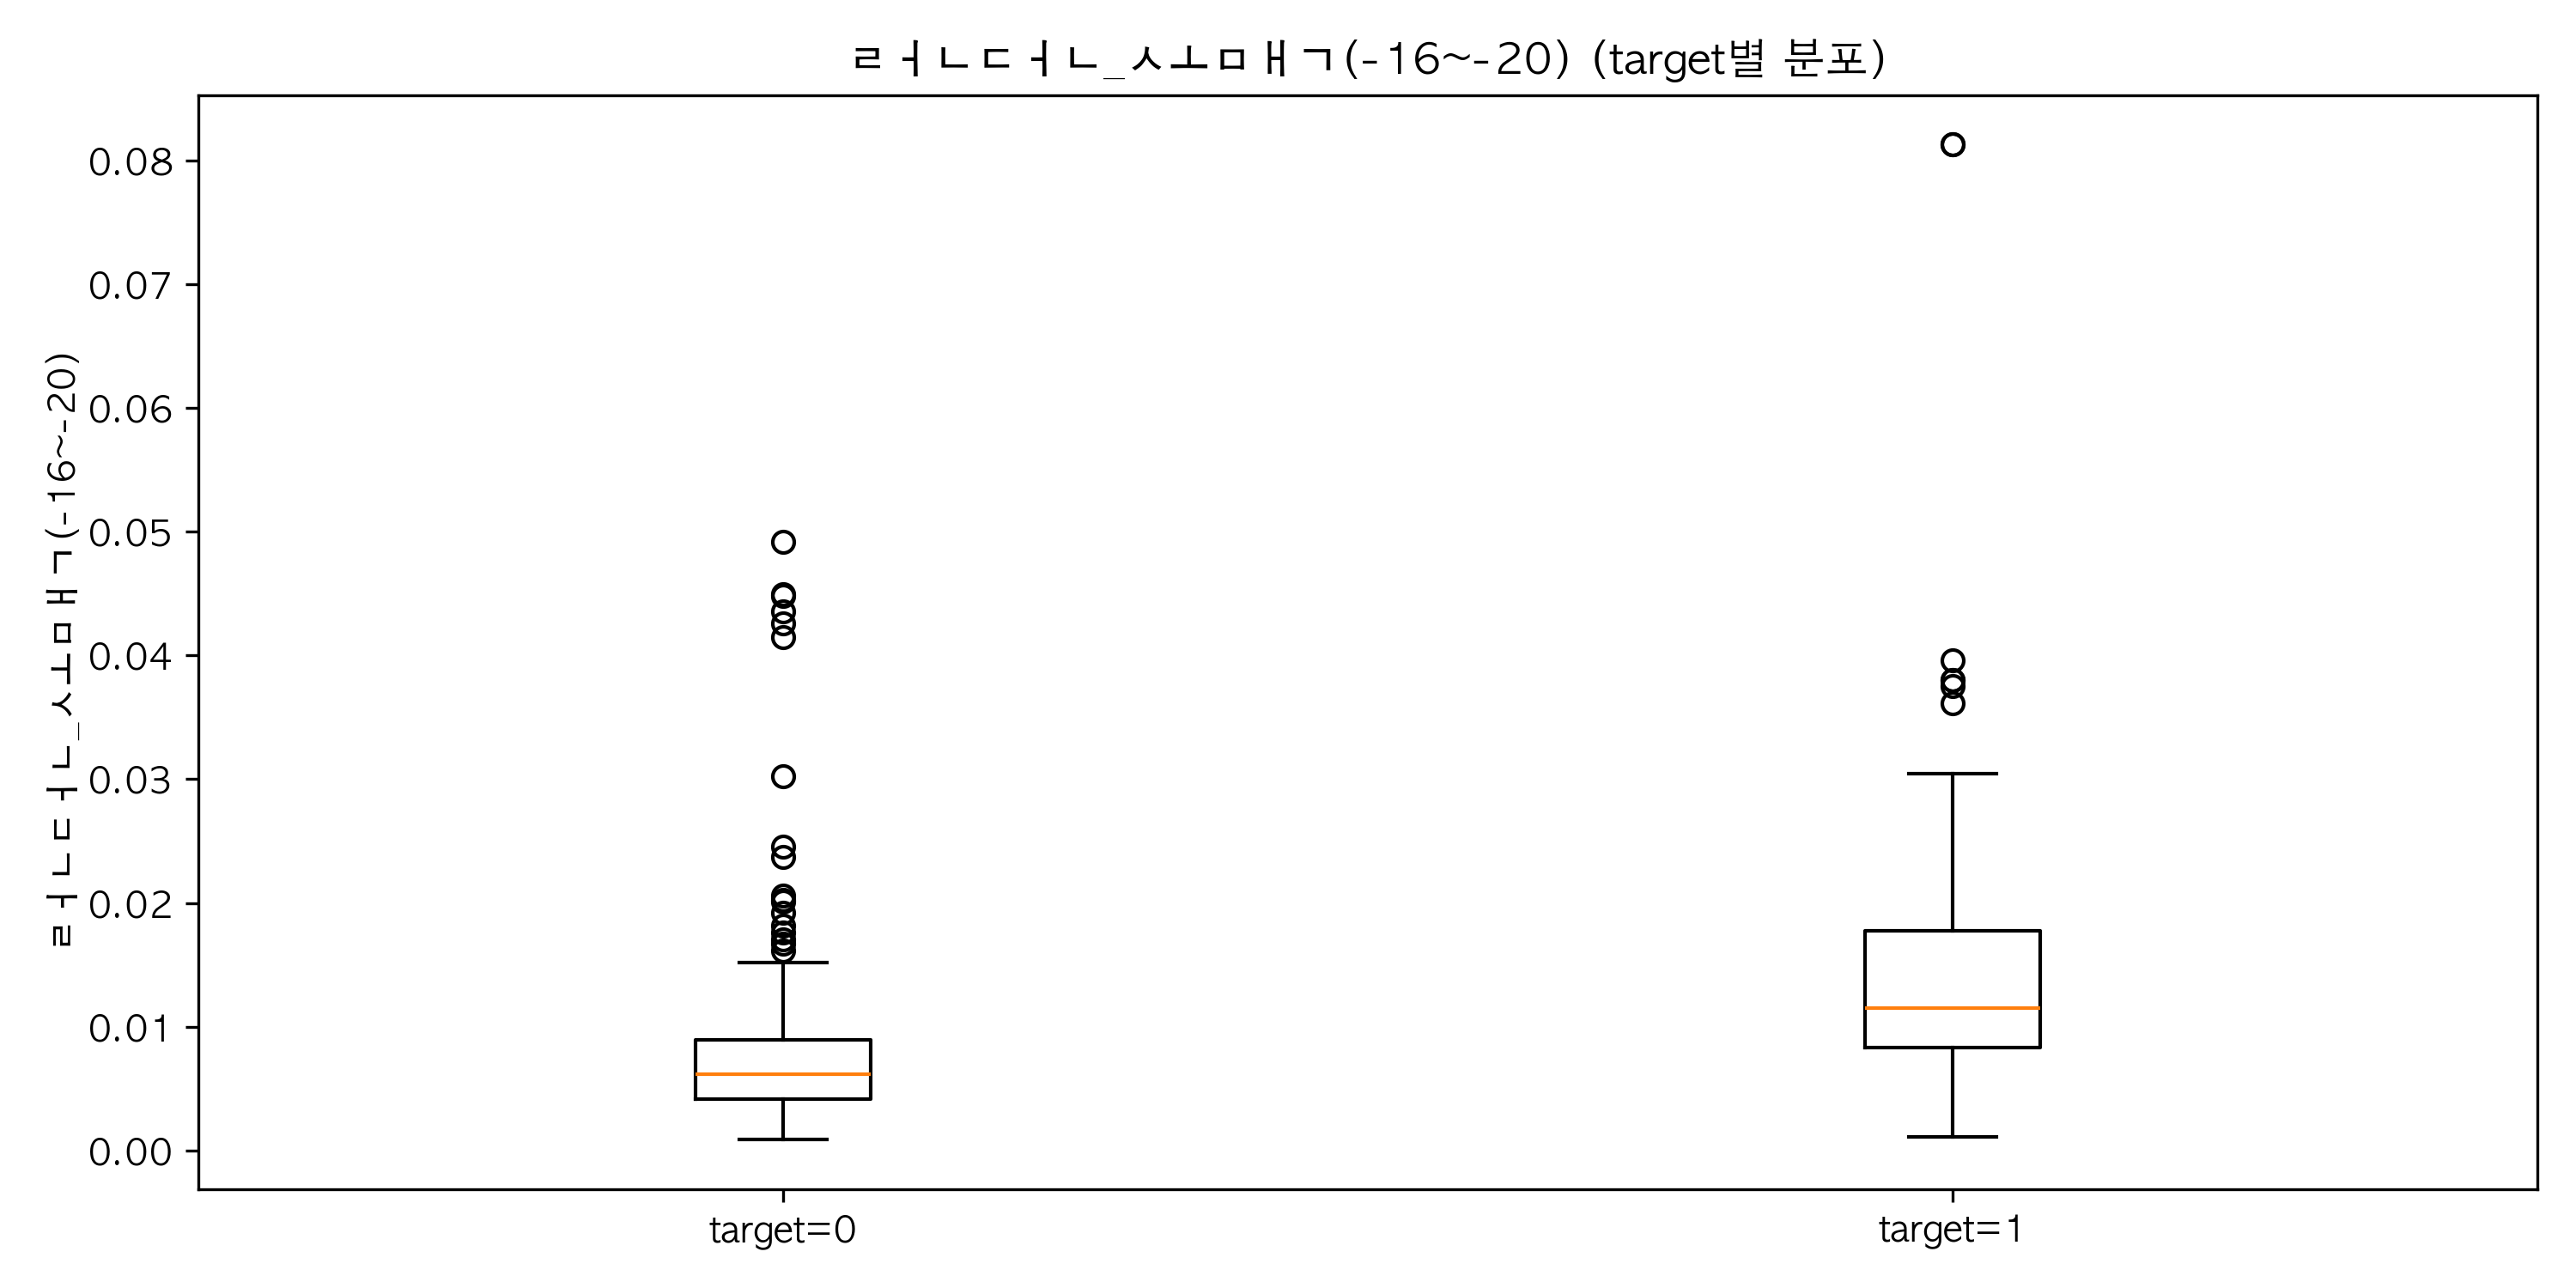 ㄹㅓㄴㄷㅓㄴ_ㅅㅗㅁㅐㄱ(-16~-20) (target별 분포)
ㄹㅓㄴㄷㅓㄴ_ㅅㅗㅁㅐㄱ(-16~-20)
0.08
0.07
0.06
0.05
0.04
0.03
0.02
0.01
0.00
target=0
target=1